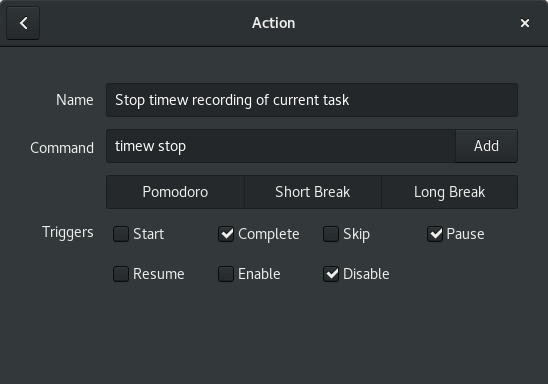 Action
Name Stop timew recording of current task
Command timew stop Add
Pomodoro Short Break Long Break
Triggers Start Complete Skip Pause
Resume Enable Disable